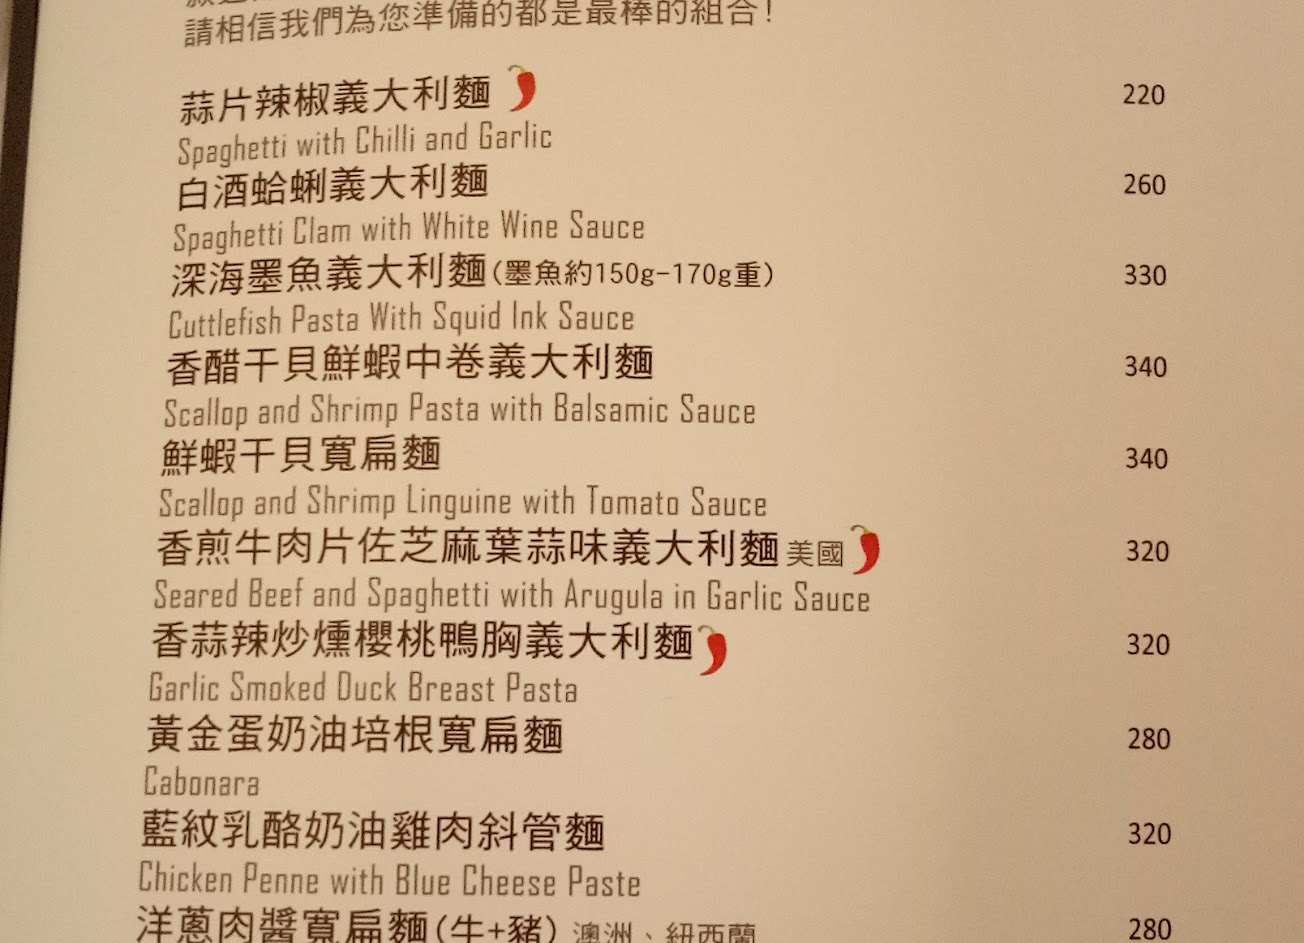 請相信我們為您準備的都是最棒的組合!
蒜片辣椒義大利麵 220
Spaghetti with Chilli and Garlic
白酒蛤蜊義大利麵 260
Spaghetti Clam with White Wine Sauce
深海墨魚義大利麵(墨魚約150g-170g重) 330
Cuttlefish Pasta With Squid Ink Sauce
香醋干貝鮮蝦中卷義大利麵 340
Scallop and Shrimp Pasta with Balsamic Sauce
鮮蝦干貝寬扁麵 340
Scallop and Shrimp Linguine with Tomato Sauce
香煎牛肉片佐芝麻葉蒜味義大利麵 美國 320
Seared Beef and Spaghetti with Arugula in Garlic Sauce
香蒜辣炒燻櫻桃鴨胸義大利麵 320
Garlic Smoked Duck Breast Pasta
黃金蛋奶油培根寬扁麵 280
Cabonara
藍紋乳酪奶油雞肉斜管麵 320
Chicken Penne with Blue Cheese Paste
洋蔥肉醬寬扁麵(牛+豬) 澳洲、紐西蘭 280